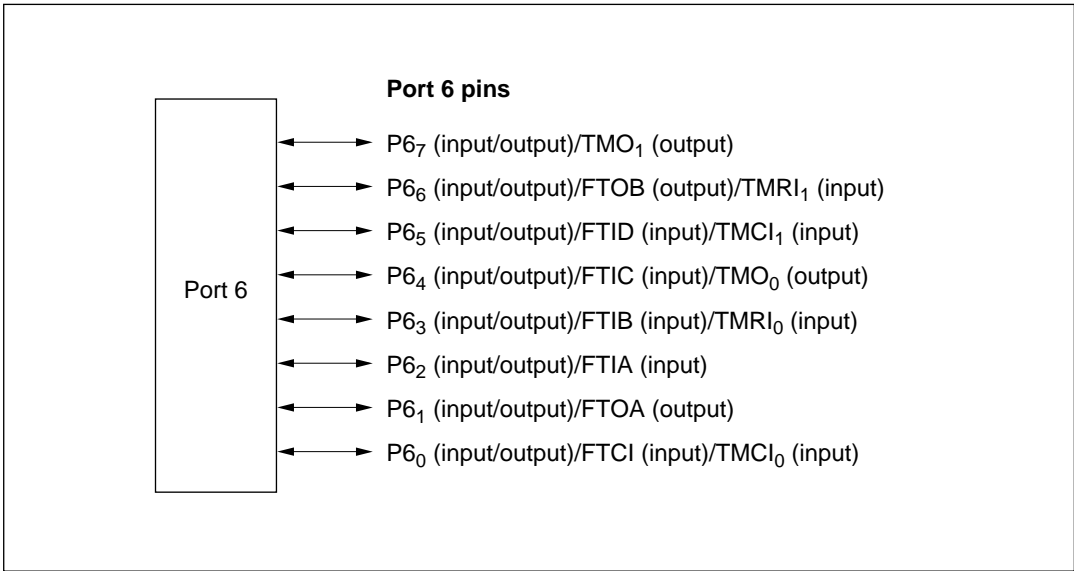 Port 6 pins
P6₇ (input/output)/TMO₁ (output)
P6₆ (input/output)/FTOB (output)/TMRI₁ (input)
P6₅ (input/output)/FTID (input)/TMCI₁ (input)
Port 6
P6₄ (input/output)/FTIC (input)/TMO₀ (output)
P6₃ (input/output)/FTIB (input)/TMRI₀ (input)
P6₂ (input/output)/FTIA (input)
P6₁ (input/output)/FTOA (output)
P6₀ (input/output)/FTCI (input)/TMCI₀ (input)